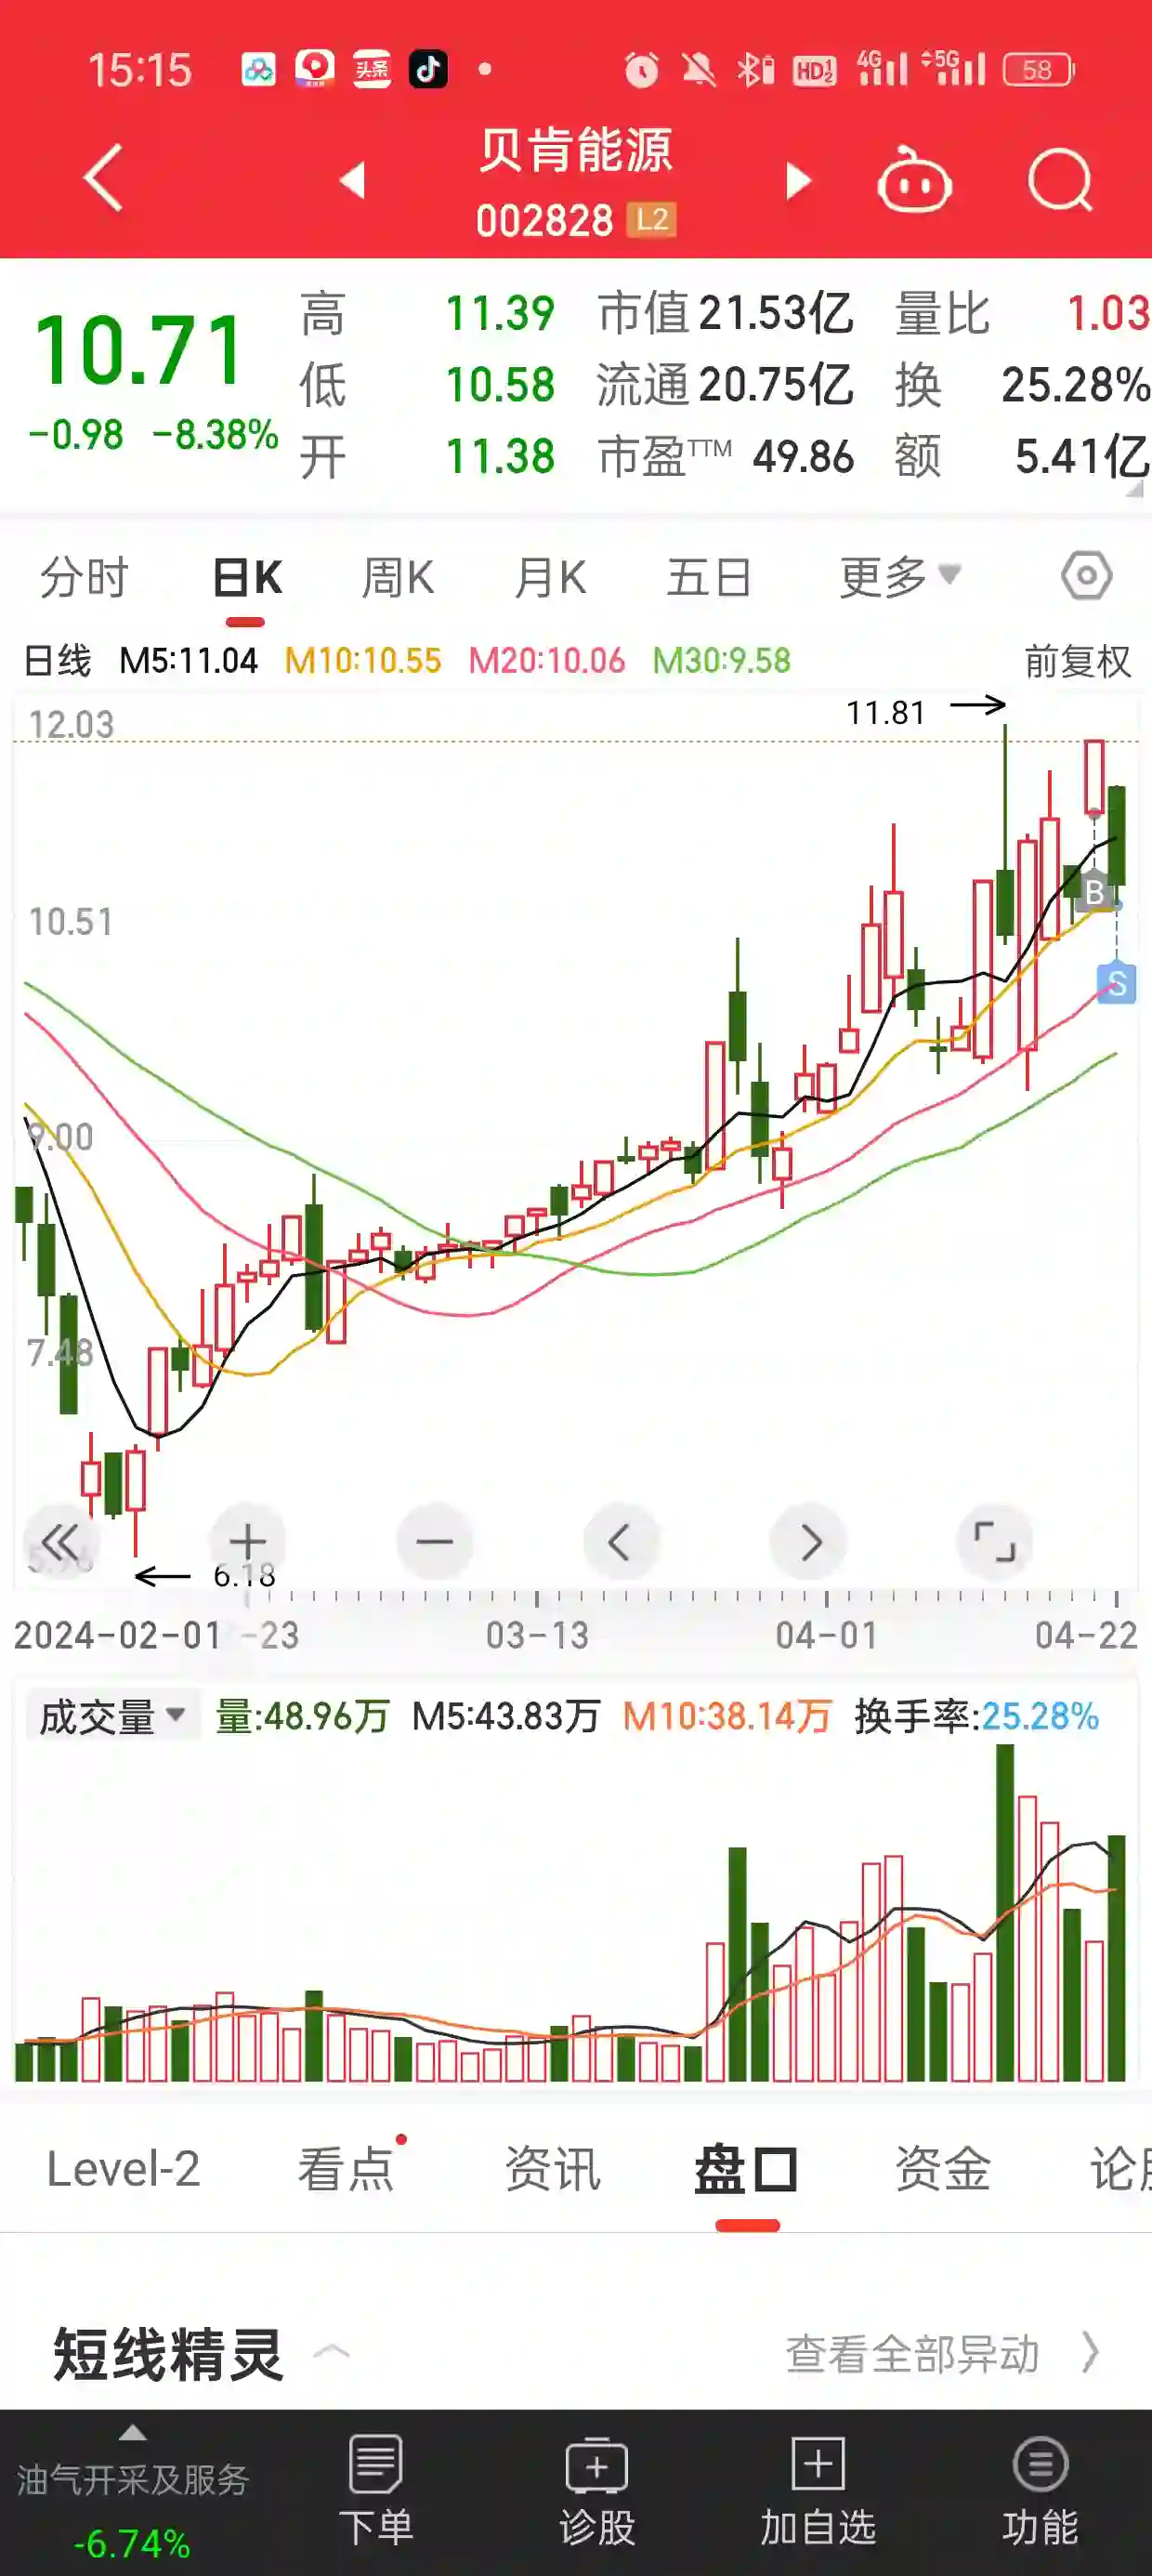 15:15 头条 HD1 2 4G 5G 58
贝肯能源
002828 L2
10.71
-0.98 -8.38%
高 11.39 市值 21.53亿 量比 1.03
低 10.58 流通 20.75亿 换 25.28%
开 11.38 市盈TTM 49.86 额 5.41亿
分时 日K 周K 月K 五日 更多
日线 M5:11.04 M10:10.55 M20:10.06 M30:9.58 前复权
11.81
12.03
10.51
B
S
9.00
7.48
6.18
2024-02-01 -23 03-13 04-01 04-22
成交量 量:48.96万 M5:43.83万 M10:38.14万 换手率:25.28%
Level-2 看点 资讯 盘口 资金 论
短线精灵 查看全部异动
油气开采及服务
-6.74%
下单 诊股 加自选 功能